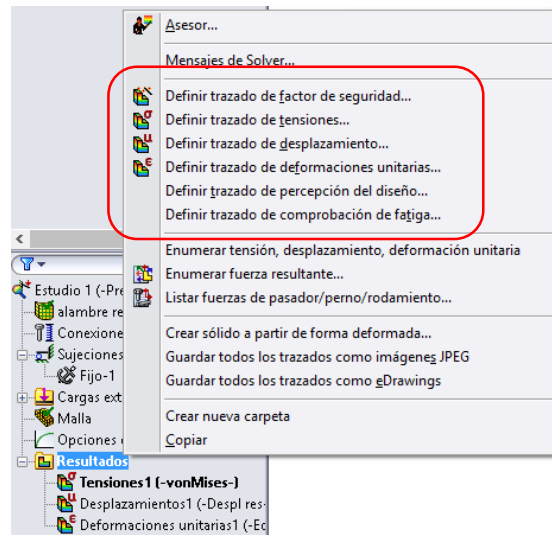 Asesor...
Mensajes de Solver...
Definir trazado de factor de seguridad...
Definir trazado de tensiones...
Definir trazado de desplazamiento...
Definir trazado de deformaciones unitarias...
Definir trazado de percepción del diseño...
Definir trazado de comprobación de fatiga...
Enumerar tensión, desplazamiento, deformación unitaria
Enumerar fuerza resultante...
Listar fuerzas de pasador/perno/rodamiento...
Crear sólido a partir de forma deformada...
Guardar todos los trazados como imágenes JPEG
Guardar todos los trazados como eDrawings
Crear nueva carpeta
Copiar
Estudio 1 (-Pre
alambre re
Conexione
Sujeciones
Fijo-1
Cargas ext
Malla
Opciones
Resultados
Tensiones1 (-vonMises-)
Desplazamientos1 (-Despl res-
Deformaciones unitarias1 (-Ec